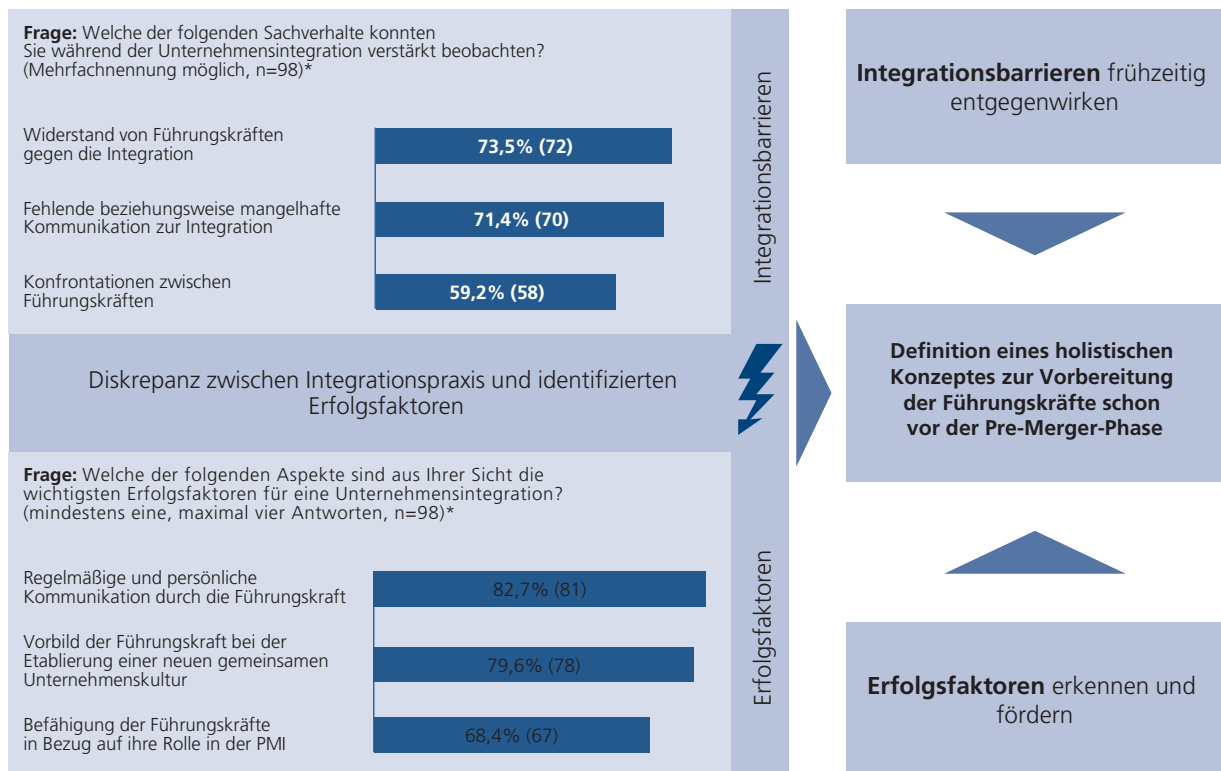 Frage: Welche der folgenden Sachverhalte konnten
Sie während der Unternehmensintegration verstärkt beobachten?
(Mehrfachnennung möglich, n=98)*
Widerstand von Führungskräften
gegen die Integration
73,5% (72)
Fehlende beziehungsweise mangelhafte
Kommunikation zur Integration
71,4% (70)
Konfrontationen zwischen
Führungskräften
59,2% (58)
Integrationsbarrieren
Diskrepanz zwischen Integrationspraxis und identifizierten
Erfolgsfaktoren
Frage: Welche der folgenden Aspekte sind aus Ihrer Sicht die
wichtigsten Erfolgsfaktoren für eine Unternehmensintegration?
(mindestens eine, maximal vier Antworten, n=98)*
Regelmäßige und persönliche
Kommunikation durch die Führungskraft
82,7% (81)
Vorbild der Führungskraft bei der
Etablierung einer neuen gemeinsamen
Unternehmenskultur
79,6% (78)
Befähigung der Führungskräfte
in Bezug auf ihre Rolle in der PMI
68,4% (67)
Erfolgsfaktoren
Integrationsbarrieren frühzeitig
entgegenwirken
Definition eines holistischen
Konzeptes zur Vorbereitung
der Führungskräfte schon
vor der Pre-Merger-Phase
Erfolgsfaktoren erkennen und
fördern